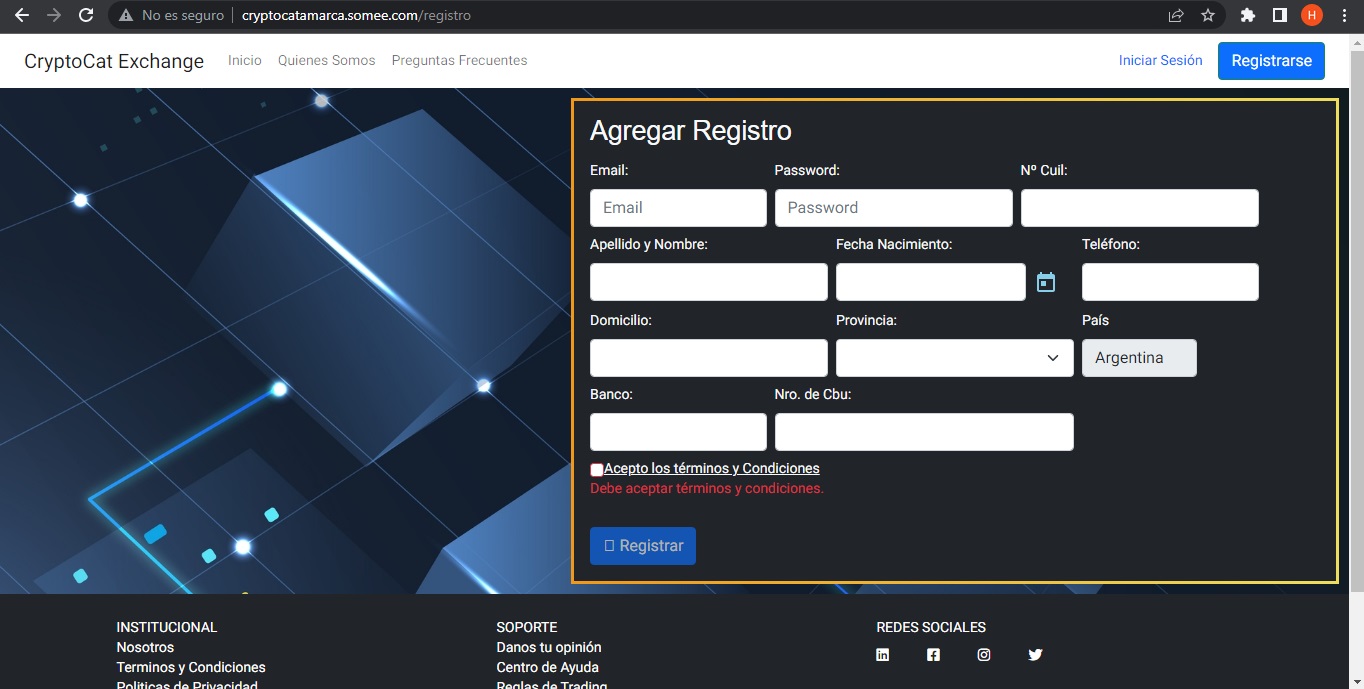 No es seguro
cryptocatamarca.somee.com/registro
H
CryptoCat Exchange
Inicio
Quienes Somos
Preguntas Frecuentes
Iniciar Sesión
Registrarse
Agregar Registro
Email:
Password:
Nº Cuil:
Email
Password
Apellido y Nombre:
Fecha Nacimiento:
Teléfono:
Domicilio:
Provincia:
País
Argentina
Banco:
Nro. de Cbu:
Acepto los términos y Condiciones
Debe aceptar términos y condiciones.
Registrar
INSTITUCIONAL
Nosotros
Terminos y Condiciones
Politicas de Privacidad
SOPORTE
Danos tu opinión
Centro de Ayuda
Reglas de Trading
REDES SOCIALES